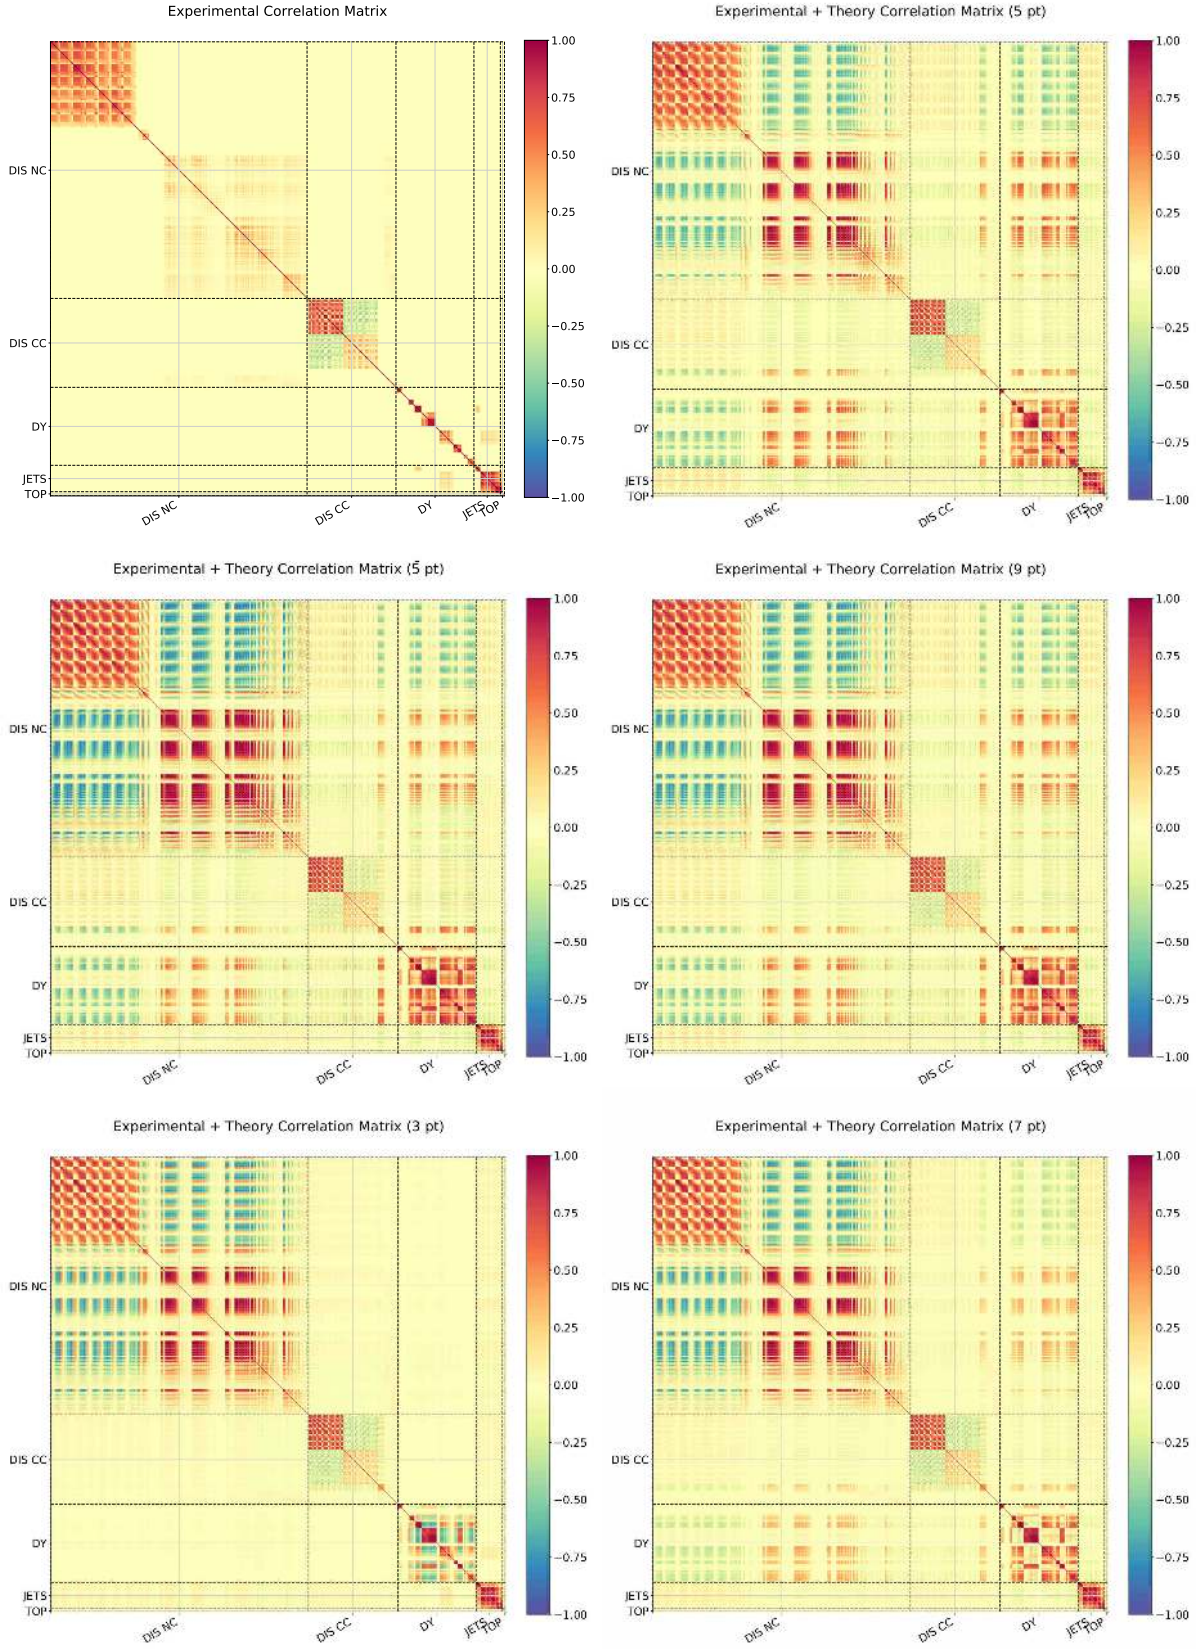 Experimental Correlation Matrix
1.00
0.75
0.50
0.25
0.00
−0.25
−0.50
−0.75
−1.00
DIS NC
DIS CC
DY
JETS
TOP
DIS NC
DIS CC
DY
JETS
TOP
Experimental + Theory Correlation Matrix (5 pt)
1.00
0.75
0.50
0.25
0.00
−0.25
−0.50
−0.75
−1.00
DIS NC
DIS CC
DY
JETS
TOP
DIS NC
DIS CC
DY
JETS
TOP
Experimental + Theory Correlation Matrix (5̄ pt)
1.00
0.75
0.50
0.25
0.00
−0.25
−0.50
−0.75
−1.00
DIS NC
DIS CC
DY
JETS
TOP
DIS NC
DIS CC
DY
JETS
TOP
Experimental + Theory Correlation Matrix (9 pt)
1.00
0.75
0.50
0.25
0.00
−0.25
−0.50
−0.75
−1.00
DIS NC
DIS CC
DY
JETS
TOP
DIS NC
DIS CC
DY
JETS
TOP
Experimental + Theory Correlation Matrix (3 pt)
1.00
0.75
0.50
0.25
0.00
−0.25
−0.50
−0.75
−1.00
DIS NC
DIS CC
DY
JETS
TOP
DIS NC
DIS CC
DY
JETS
TOP
Experimental + Theory Correlation Matrix (7 pt)
1.00
0.75
0.50
0.25
0.00
−0.25
−0.50
−0.75
−1.00
DIS NC
DIS CC
DY
JETS
TOP
DIS NC
DIS CC
DY
JETS
TOP